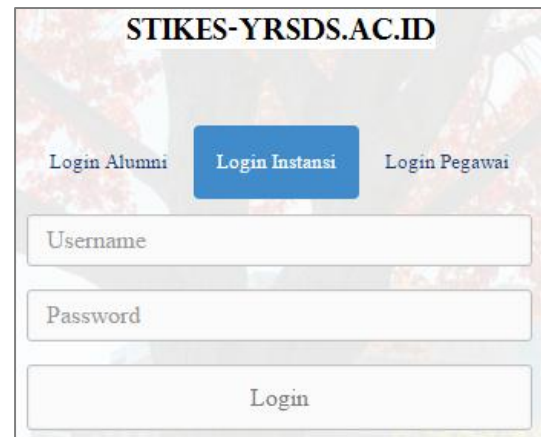 STIKES-YRSDS.AC.ID
Login Alumni Login Instansi Login Pegawai
Username
Password
Login